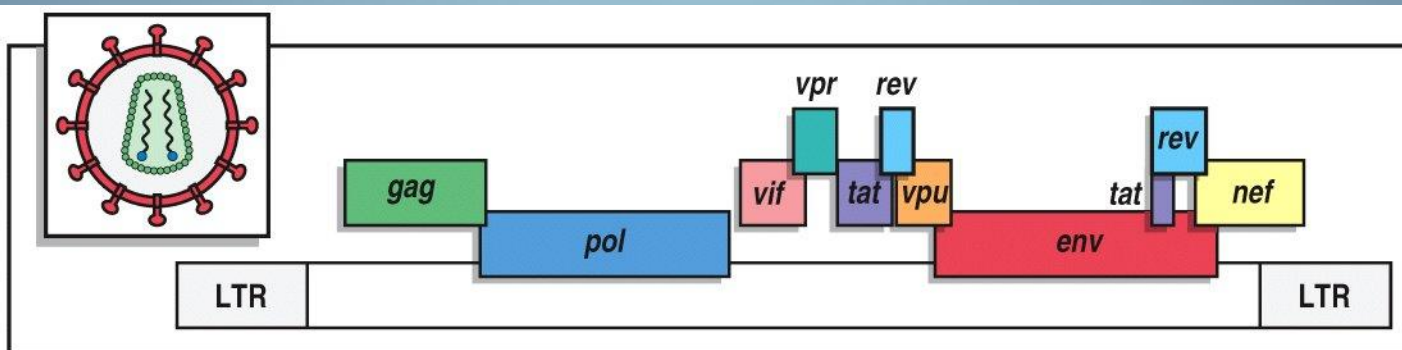 vpr rev
rev
gag vif tat vpu tat nef
pol env
LTR LTR